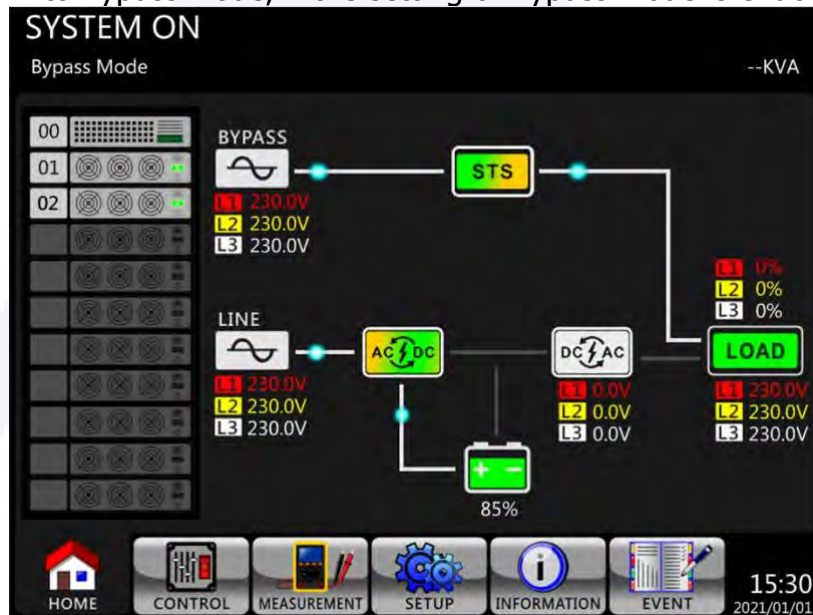 SYSTEM ON
Bypass Mode
--KVA
00
01
02
BYPASS
L1 230.0V
L2 230.0V
L3 230.0V
STS
L1 0%
L2 0%
L3 0%
LINE
L1 230.0V
L2 230.0V
L3 230.0V
AC DC
DC AC
L1 0.0V
L2 0.0V
L3 0.0V
LOAD
L1 230.0V
L2 230.0V
L3 230.0V
+ −
85%
HOME
CONTROL
MEASUREMENT
SETUP
INFORMATION
EVENT
15:30
2021/01/01